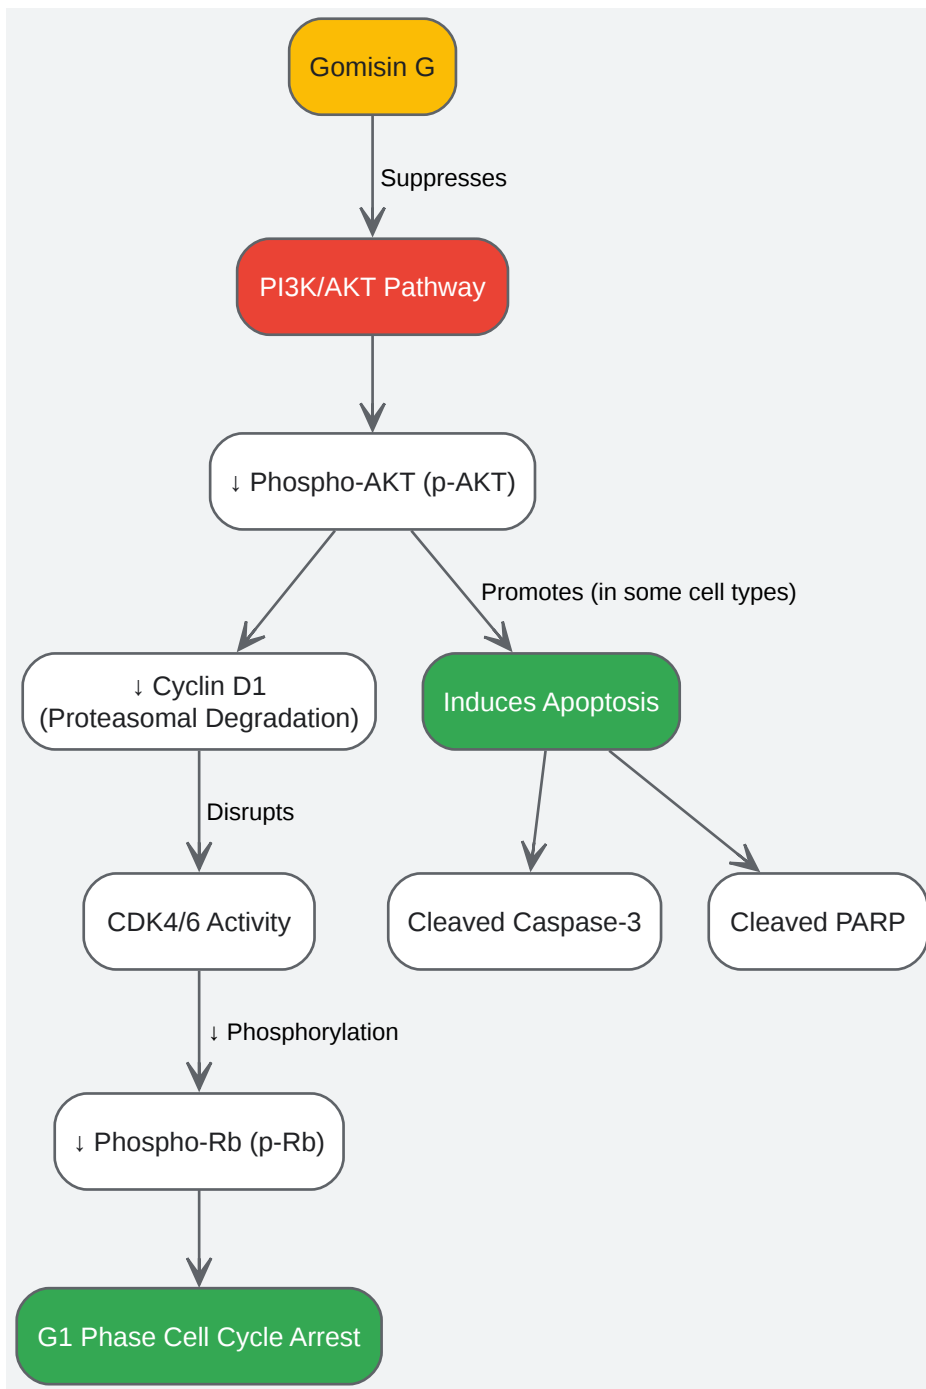 Gomisin G
Suppresses
PI3K/AKT Pathway
↓ Phospho-AKT (p-AKT)
Promotes (in some cell types)
↓ Cyclin D1
(Proteasomal Degradation)
Induces Apoptosis
Disrupts
CDK4/6 Activity
Cleaved Caspase-3
Cleaved PARP
↓ Phosphorylation
↓ Phospho-Rb (p-Rb)
G1 Phase Cell Cycle Arrest